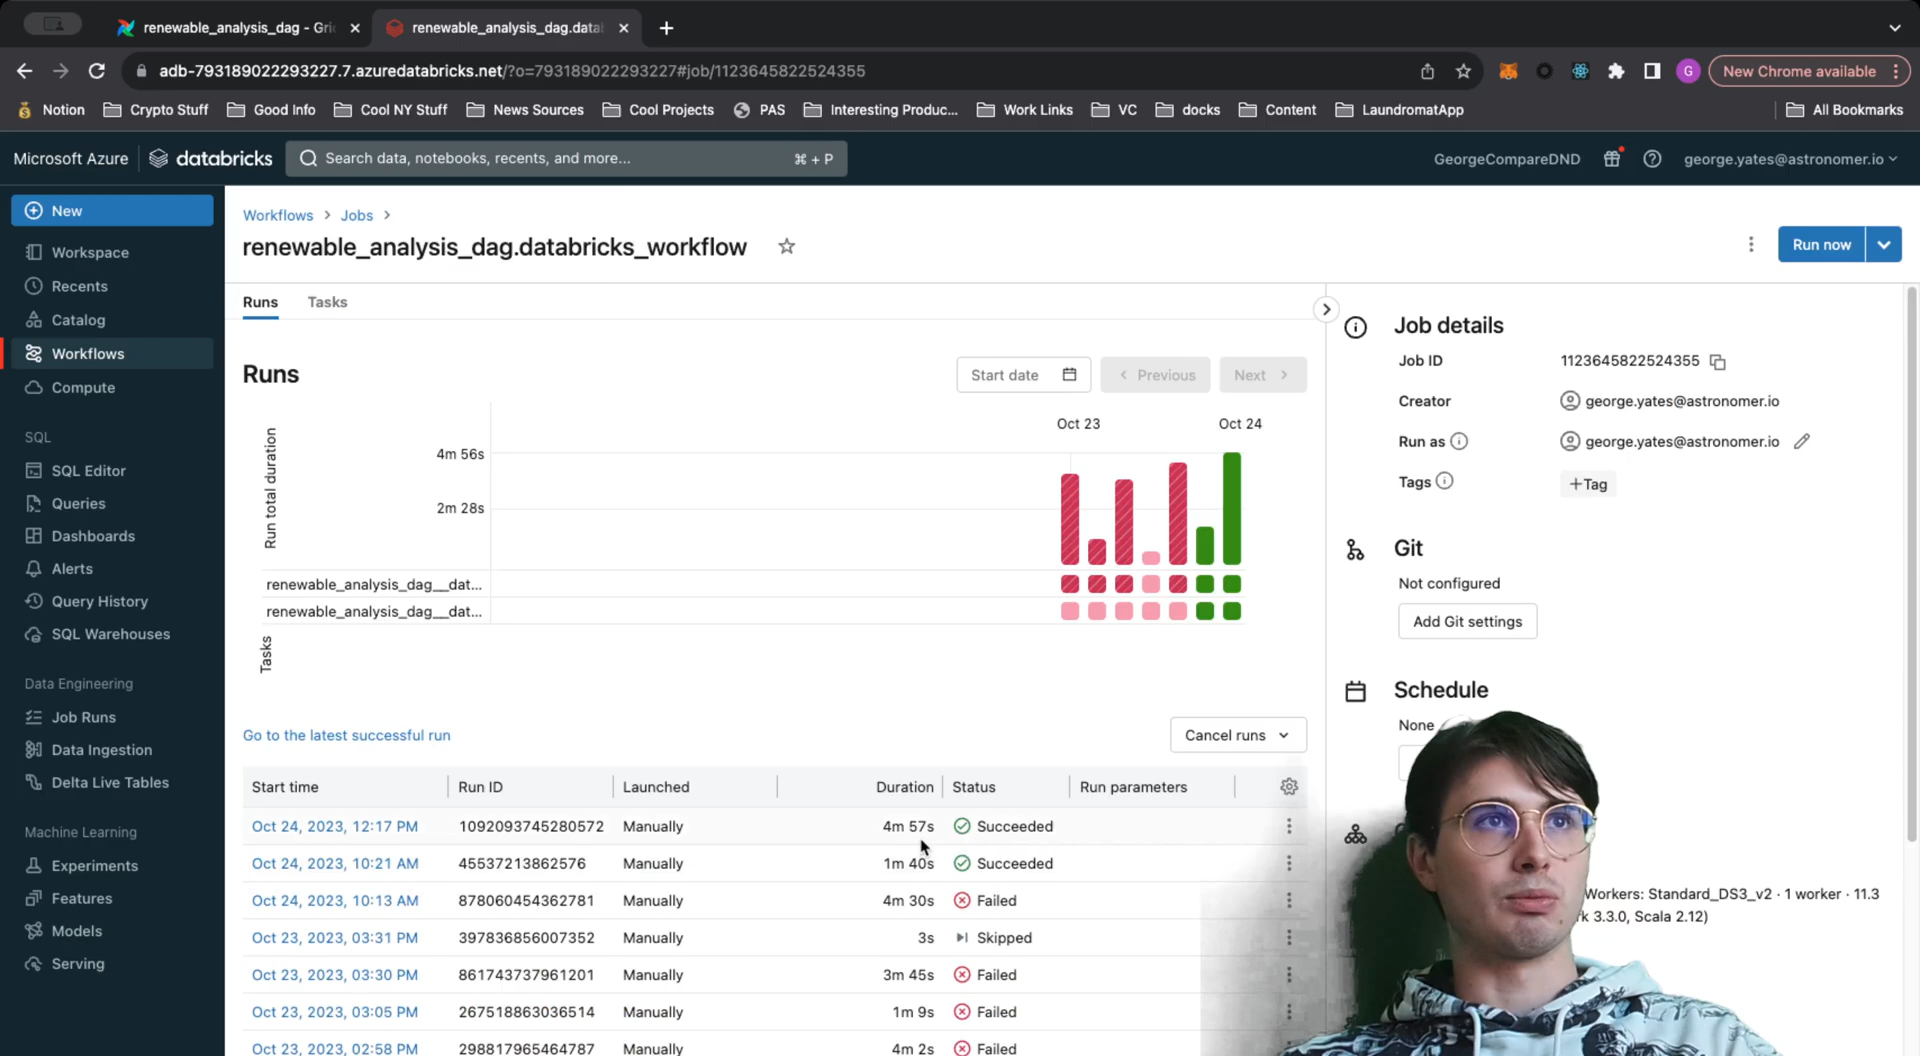 renewable_analysis_dag - Gri
renewable_analysis_dag.data
adb-793189022293227.7.azuredatabricks.net/?o=793189022293227#job/1123645822524355
G
New Chrome available
Notion
Crypto Stuff
Good Info
Cool NY Stuff
News Sources
Cool Projects
PAS
Interesting Produc...
Work Links
VC
docks
Content
LaundromatApp
All Bookmarks
Microsoft Azure
databricks
Search data, notebooks, recents, and more...
⌘ + P
GeorgeCompareDND
george.yates@astronomer.io
New
Workspace
Recents
Catalog
Workflows
Compute
SQL
SQL Editor
Queries
Dashboards
Alerts
Query History
SQL Warehouses
Data Engineering
Job Runs
Data Ingestion
Delta Live Tables
Machine Learning
Experiments
Features
Models
Serving
Workflows > Jobs >
renewable_analysis_dag.databricks_workflow
Run now
Runs
Tasks
Runs
Start date
Previous
Next
Oct 23
Oct 24
Run total duration
4m 56s
2m 28s
renewable_analysis_dag__dat...
renewable_analysis_dag__dat...
Tasks
Go to the latest successful run
Cancel runs
Start time Run ID Launched Duration Status Run parameters
Oct 24, 2023, 12:17 PM 1092093745280572 Manually 4m 57s Succeeded
Oct 24, 2023, 10:21 AM 45537213862576 Manually 1m 40s Succeeded
Oct 24, 2023, 10:13 AM 878060454362781 Manually 4m 30s Failed
Oct 23, 2023, 03:31 PM 397836856007352 Manually 3s Skipped
Oct 23, 2023, 03:30 PM 861743737961201 Manually 3m 45s Failed
Oct 23, 2023, 03:05 PM 267518863036514 Manually 1m 9s Failed
Oct 23, 2023, 02:58 PM 298817965464787 Manually 4m 2s Failed
Job details
Job ID 1123645822524355
Creator george.yates@astronomer.io
Run as george.yates@astronomer.io
Tags +Tag
Git
Not configured
Add Git settings
Schedule
None
Workers: Standard_DS3_v2 · 1 worker · 11.3
rk 3.3.0, Scala 2.12)